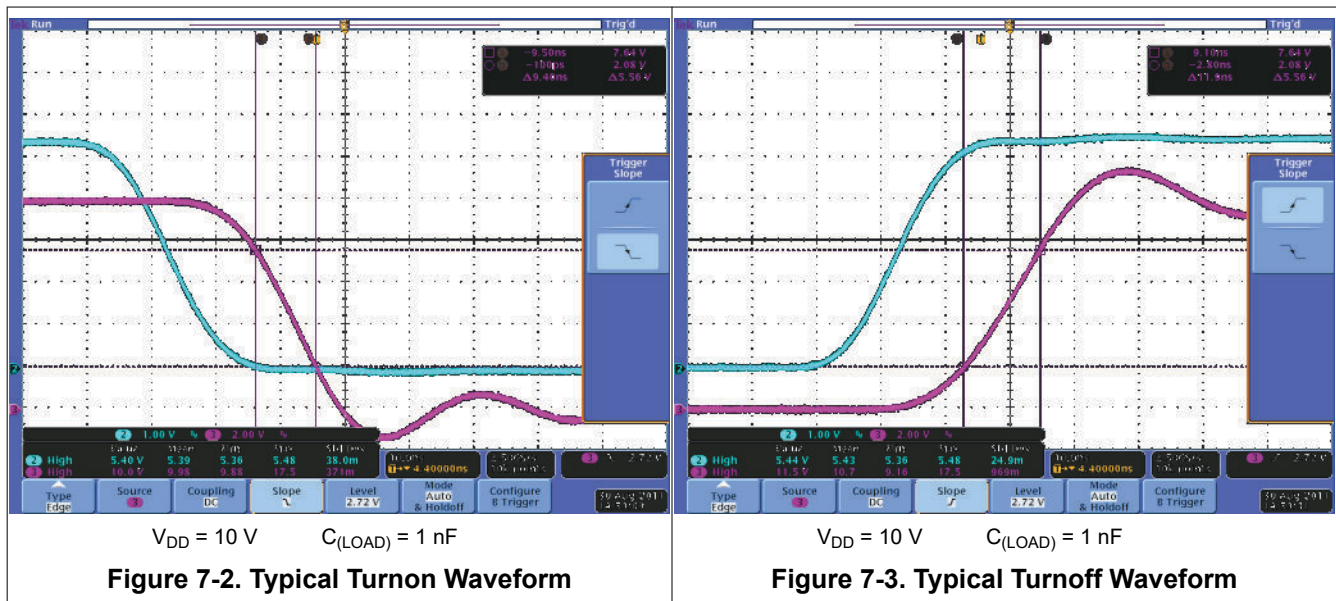 Run
Trig'd
−9.50ns 7.64 V
−100ps 2.08 V
Δ9.40ns Δ5.56 V
Trigger
Slope
2
3
2 1.00 V 3 2.00 V
2 High 5.40 V 5.39 5.36 5.48 38.0m
3 High 10.0 V 9.98 9.88 17.5 371m
4.40000ns
3
Type
Edge
Source
3
Coupling
DC
Slope
Level
2.72 V
Mode
Auto
& Holdoff
Configure
B Trigger
V_DD = 10 V C_(LOAD) = 1 nF
Figure 7-2. Typical Turnon Waveform
Run
Trig'd
9.10ns 7.64 V
−2.80ns 2.08 V
Δ5.56 V
Trigger
Slope
2
3
2 1.00 V 3 2.00 V
2 High 5.44 V 5.43 5.36 5.48 24.9m
3 High 11.5 V 10.7 9.16 17.5 969m
4.40000ns
3
Type
Edge
Source
3
Coupling
DC
Slope
Level
2.72 V
Mode
Auto
& Holdoff
Configure
B Trigger
V_DD = 10 V C_(LOAD) = 1 nF
Figure 7-3. Typical Turnoff Waveform